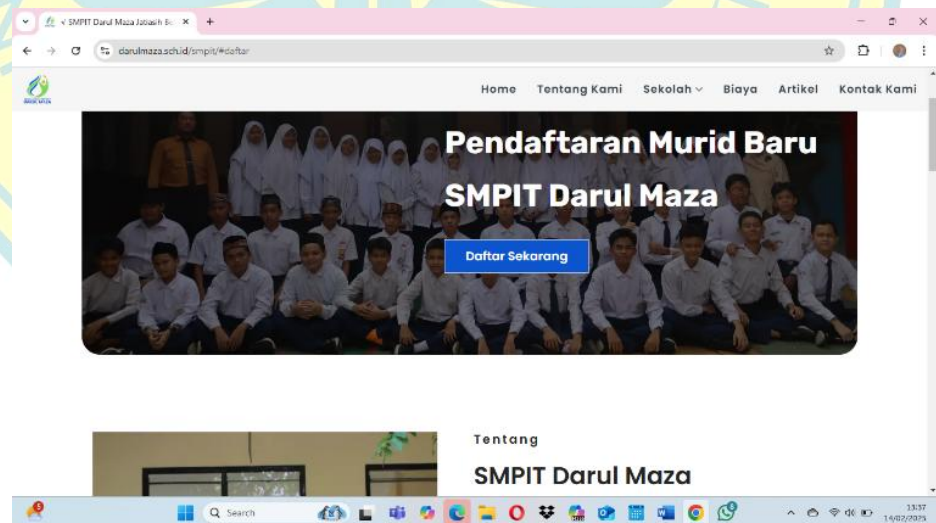 SMPIT Darul Maza Jatiasih Be
darulmaza.sch.id/smpit/#daftar
Home Tentang Kami Sekolah Biaya Artikel Kontak Kami
Pendaftaran Murid Baru
SMPIT Darul Maza
Daftar Sekarang
Tentang
SMPIT Darul Maza
Search
13:37
14/02/2025